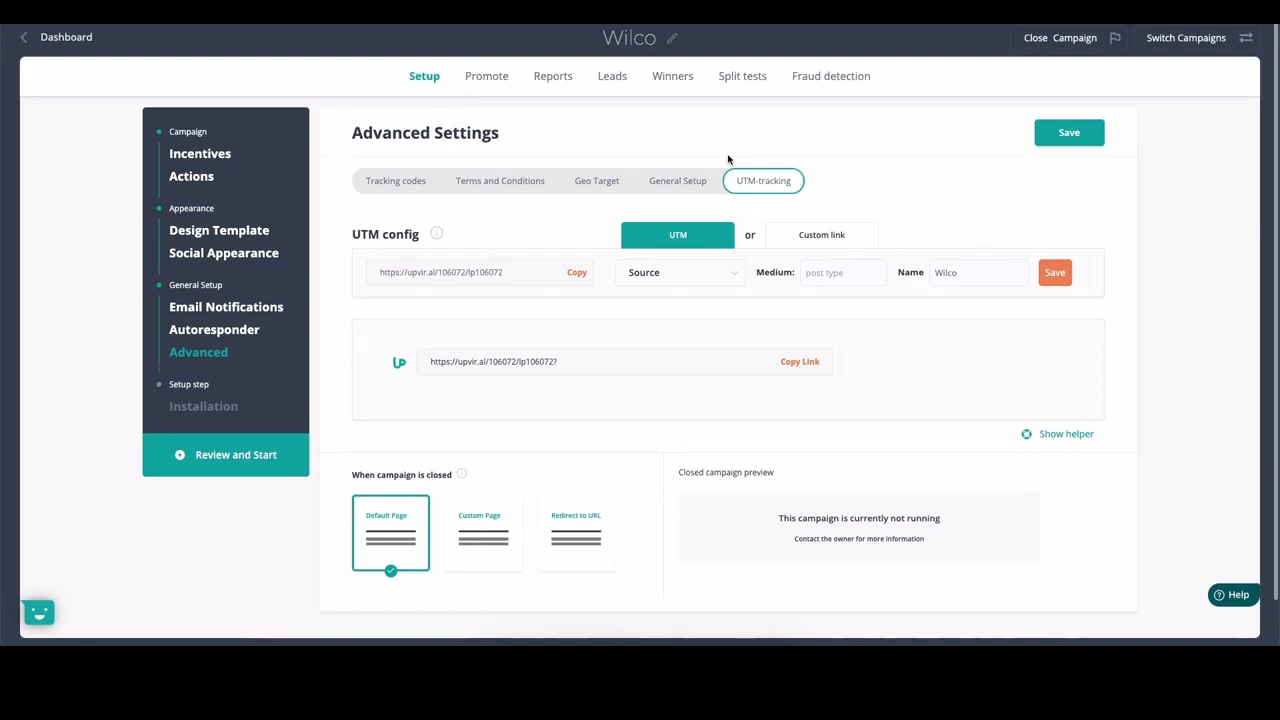 Dashboard
Wilco
Close Campaign
Switch Campaigns
Setup
Promote
Reports
Leads
Winners
Split tests
Fraud detection
Campaign
Incentives
Actions
Appearance
Design Template
Social Appearance
General Setup
Email Notifications
Autoresponder
Advanced
Setup step
Installation
Review and Start
Advanced Settings
Save
Tracking codes
Terms and Conditions
Geo Target
General Setup
UTM-tracking
UTM config
UTM
or
Custom link
https://upvir.al/106072/lp106072
Copy
Source
Medium:
post type
Name
Wilco
Save
UP
https://upvir.al/106072/lp106072?
Copy Link
Show helper
When campaign is closed
Default Page
Custom Page
Redirect to URL
Closed campaign preview
This campaign is currently not running
Contact the owner for more information
Help